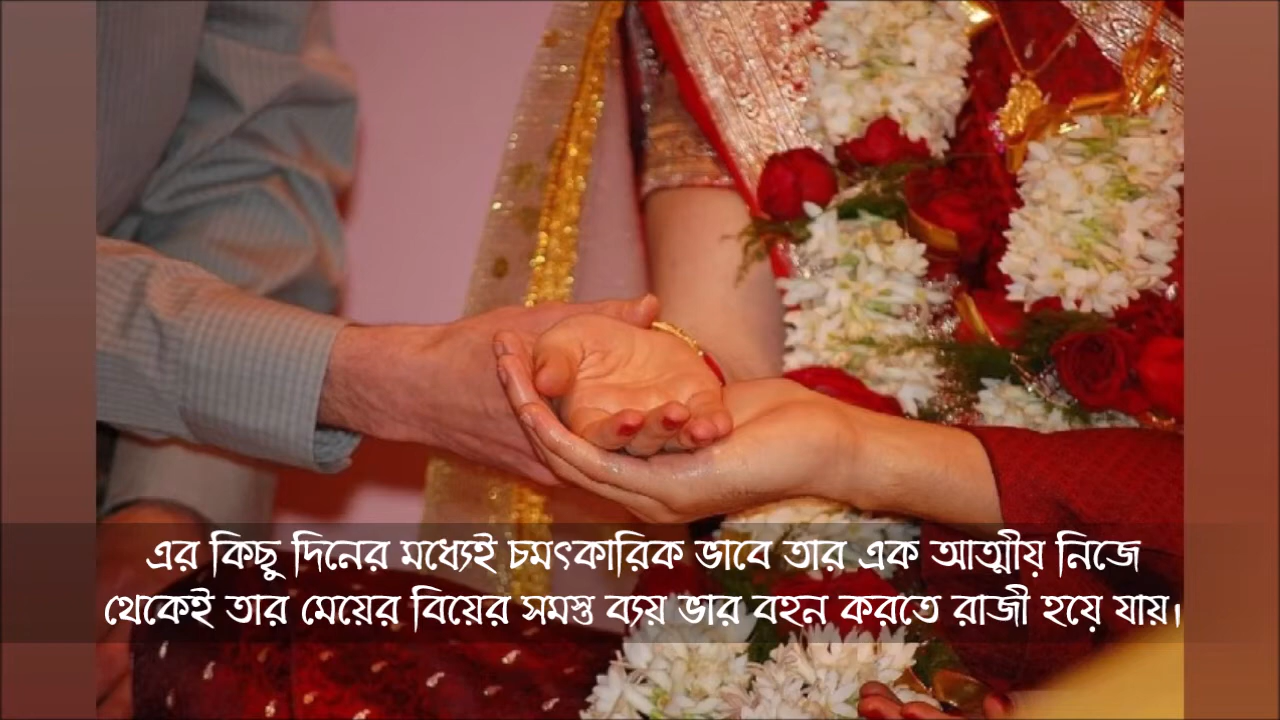 এর কিছু দিনের মধ্যেই চমৎকারিক ভাবে তার এক আত্মীয় নিজে
থেকেই তার মেয়ের বিয়ের সমস্ত ব্যয় ভার বহন করতে রাজী হয়ে যায়।